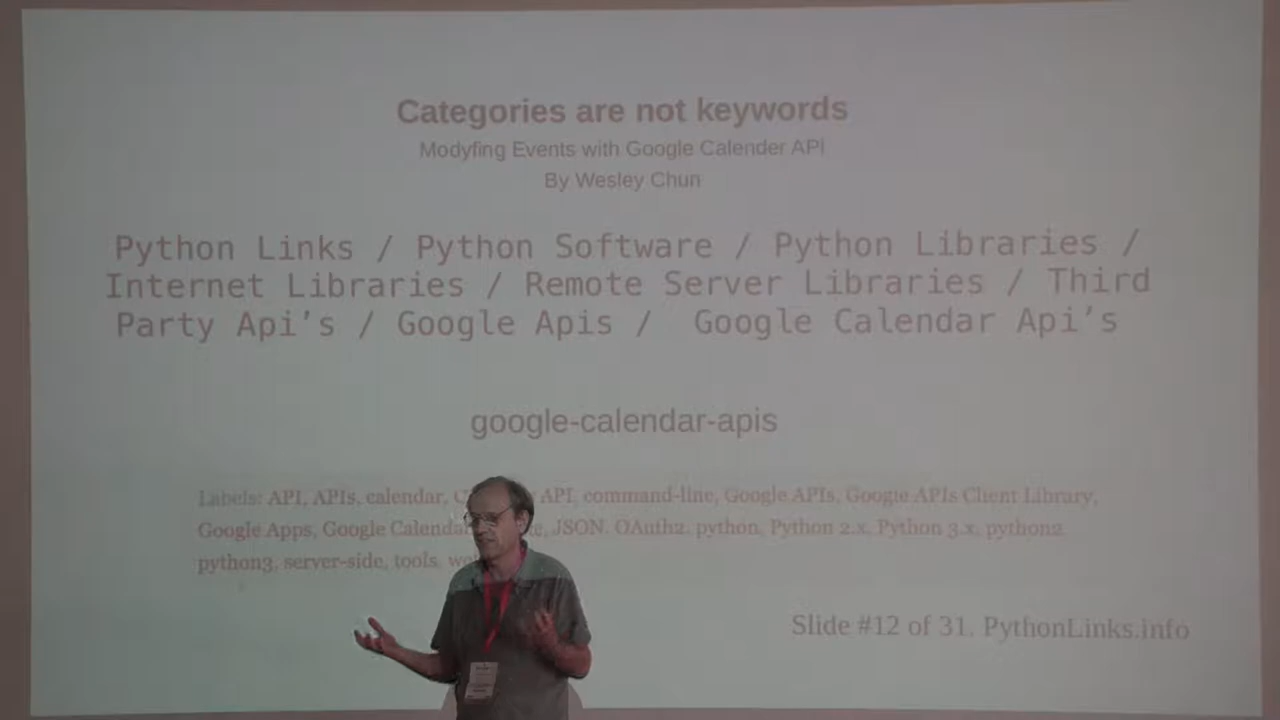 Categories are not keywords
Modyfing Events with Google Calender API
By Wesley Chun
Python Links / Python Software / Python Libraries /
Internet Libraries / Remote Server Libraries / Third
Party Api’s / Google Apis / Google Calendar Api’s
google-calendar-apis
Labels: API, APIs, calendar, API, command-line, Google APIs, Google APIs Client Library,
Google Apps, Google Calendar JSON, OAuth2, python, Python 2.x, Python 3.x, python2,
python3, server-side, tools,
Slide #12 of 31. PythonLinks.info